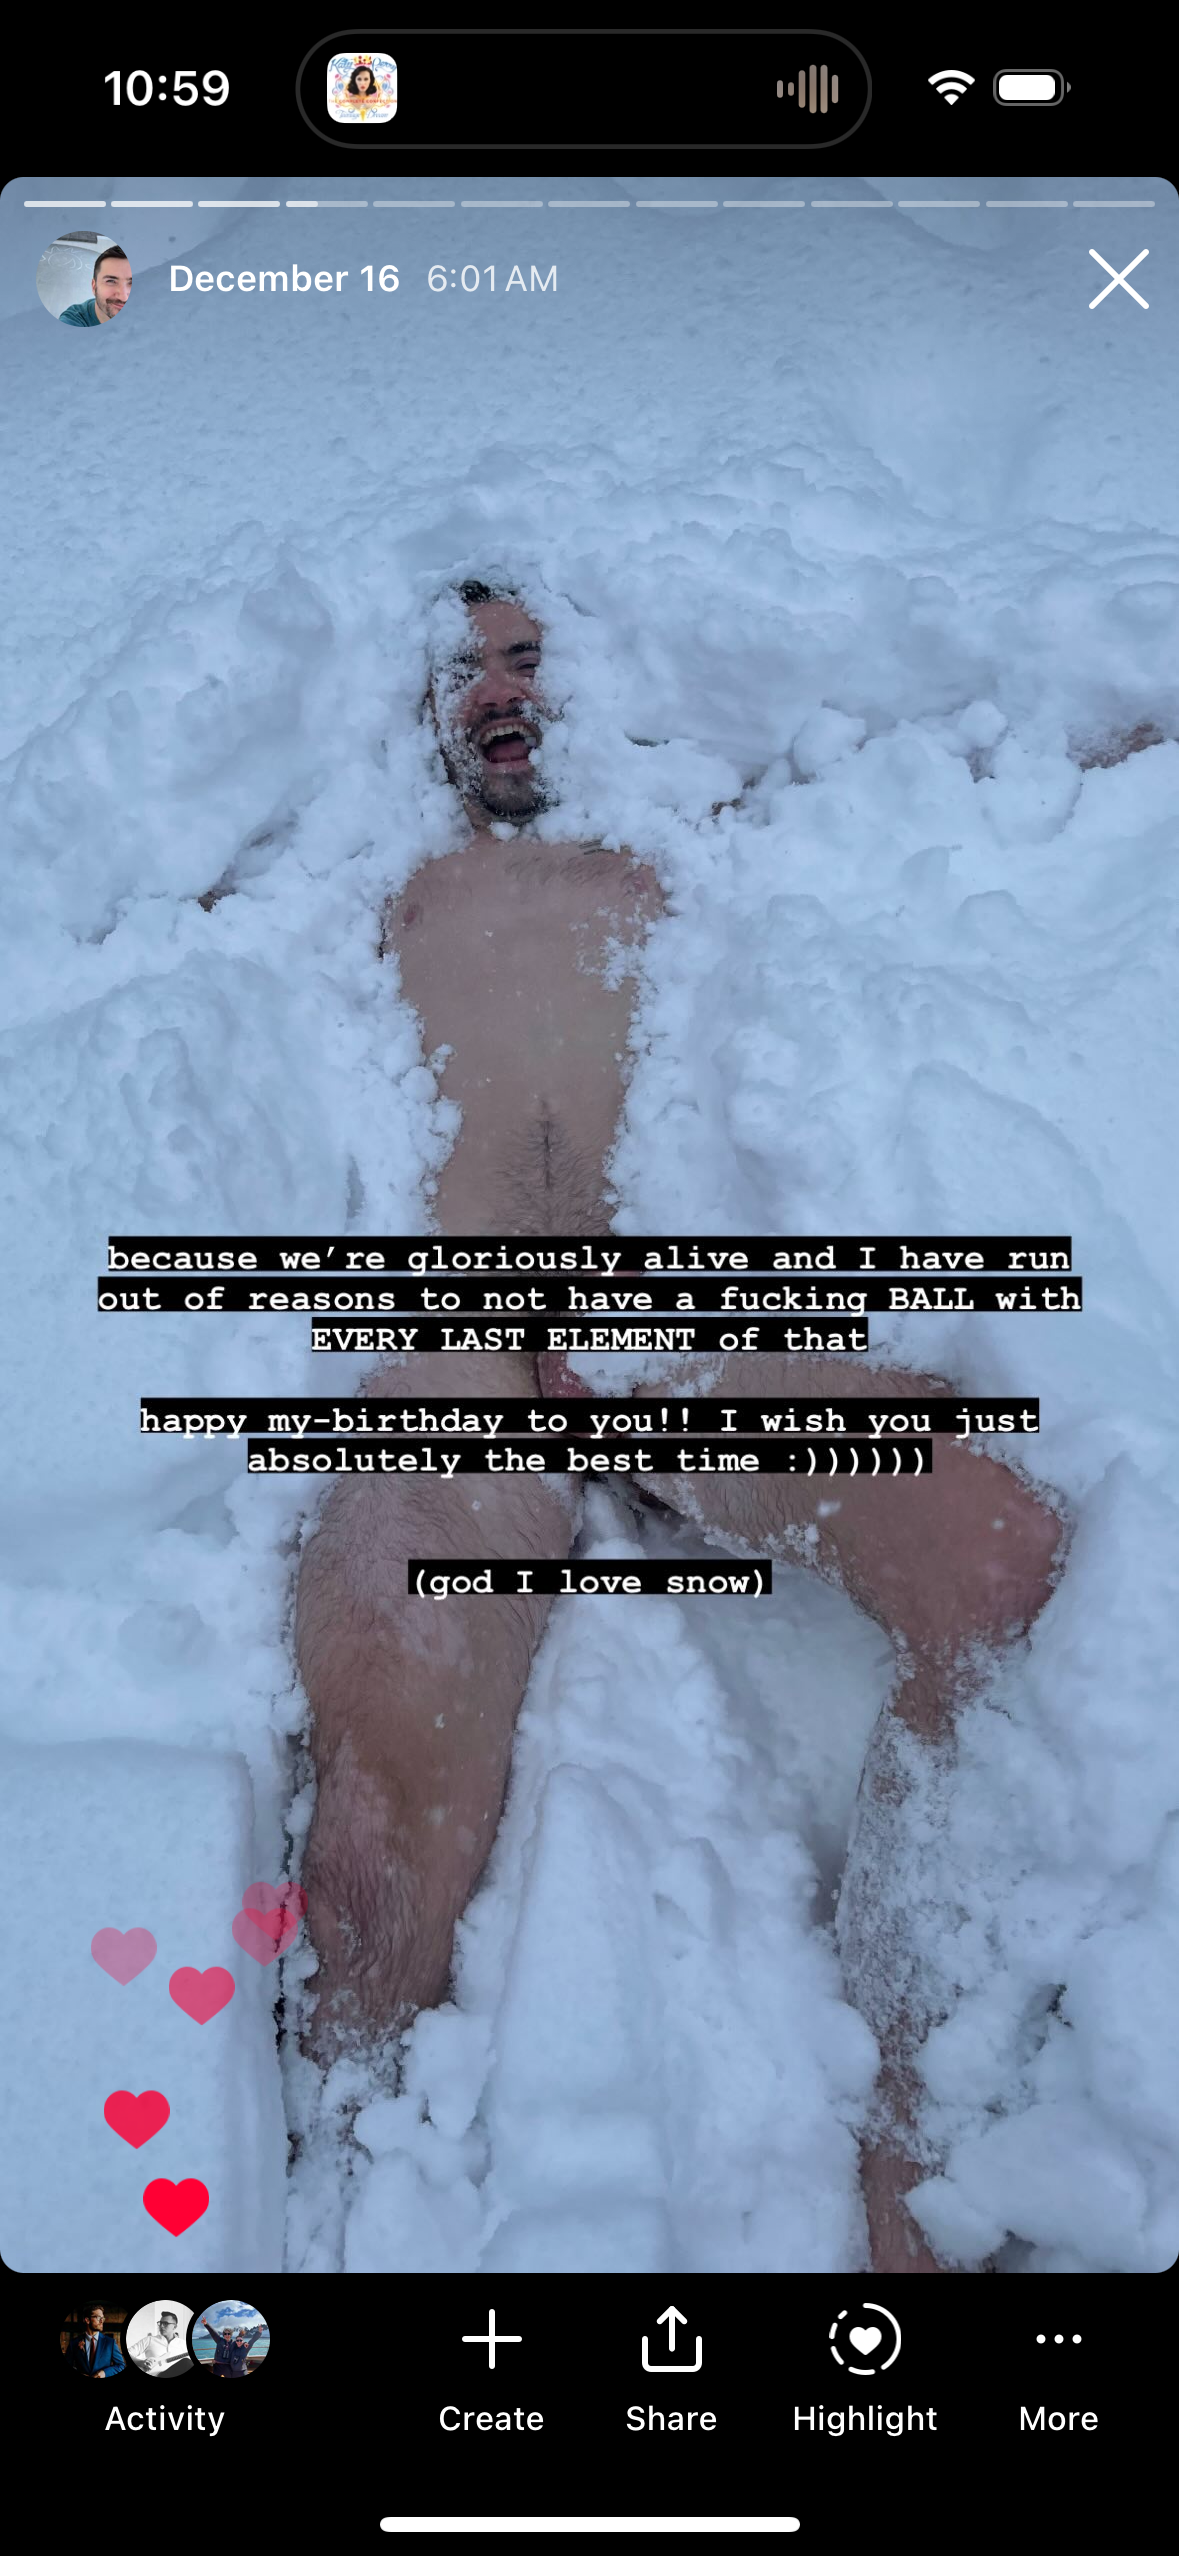 10:59
December 16 6:01 AM
because we’re gloriously alive and I have run
out of reasons to not have a fucking BALL with
EVERY LAST ELEMENT of that
happy my-birthday to you!! I wish you just
absolutely the best time :))))))
(god I love snow)
Activity
Create
Share
Highlight
More